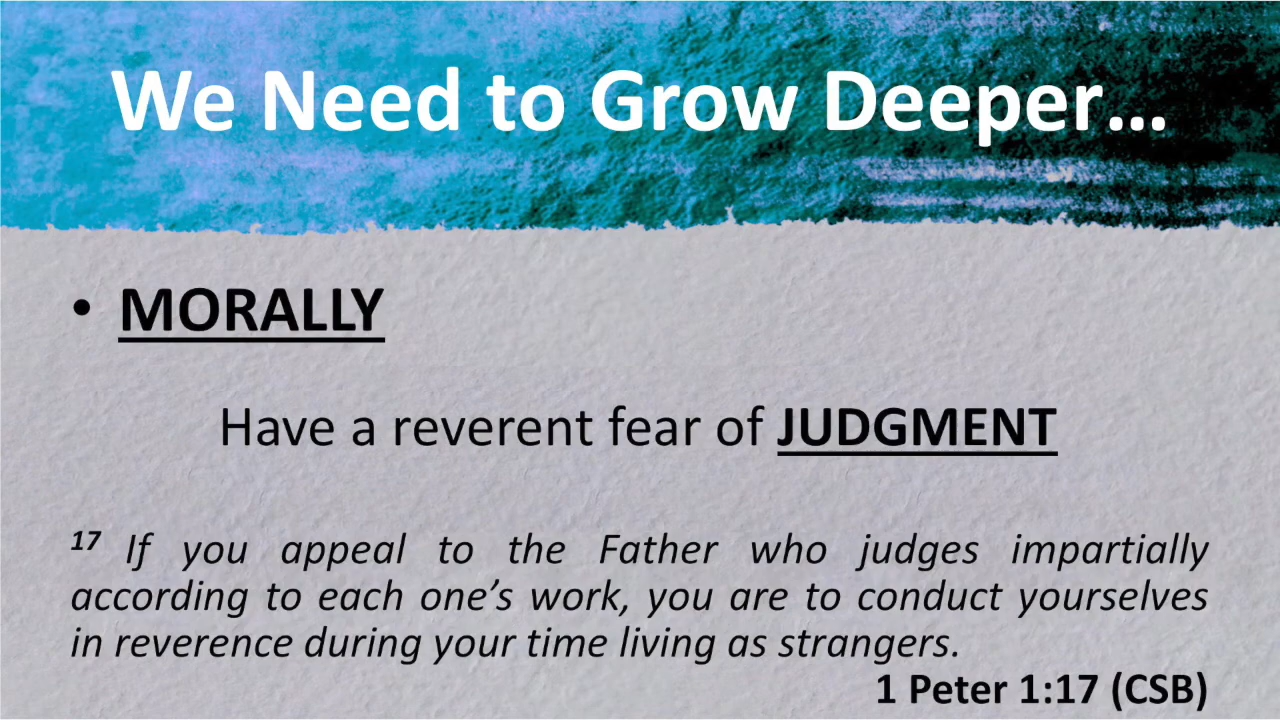 We Need to Grow Deeper...
• MORALLY
Have a reverent fear of JUDGMENT
17 If you appeal to the Father who judges impartially
according to each one’s work, you are to conduct yourselves
in reverence during your time living as strangers.
1 Peter 1:17 (CSB)